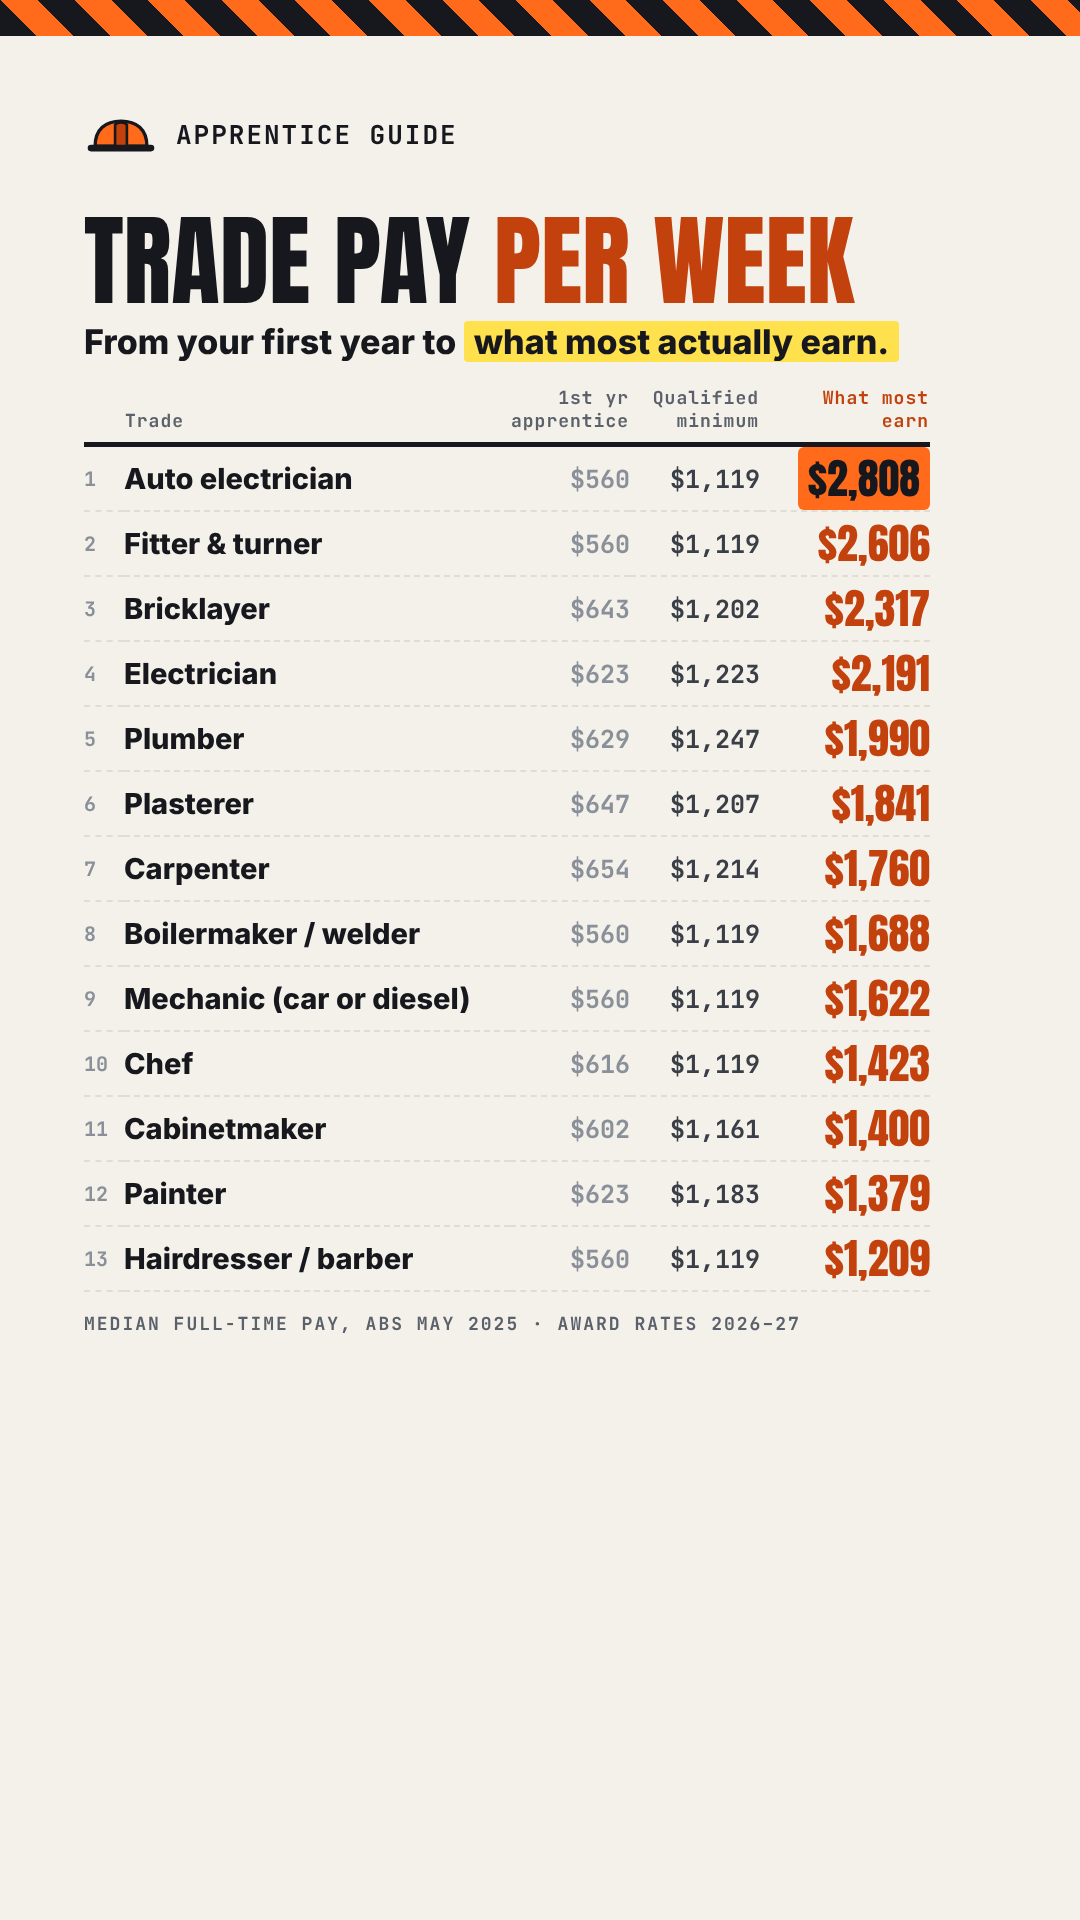 APPRENTICE GUIDE
TRADE PAY PER WEEK
From your first year to what most actually earn.
Trade 1st yr apprentice Qualified minimum What most earn
1 Auto electrician $560 $1,119 $2,808
2 Fitter & turner $560 $1,119 $2,606
3 Bricklayer $643 $1,202 $2,317
4 Electrician $623 $1,223 $2,191
5 Plumber $629 $1,247 $1,990
6 Plasterer $647 $1,207 $1,841
7 Carpenter $654 $1,214 $1,760
8 Boilermaker / welder $560 $1,119 $1,688
9 Mechanic (car or diesel) $560 $1,119 $1,622
10 Chef $616 $1,119 $1,423
11 Cabinetmaker $602 $1,161 $1,400
12 Painter $623 $1,183 $1,379
13 Hairdresser / barber $560 $1,119 $1,209
MEDIAN FULL-TIME PAY, ABS MAY 2025 · AWARD RATES 2026–27